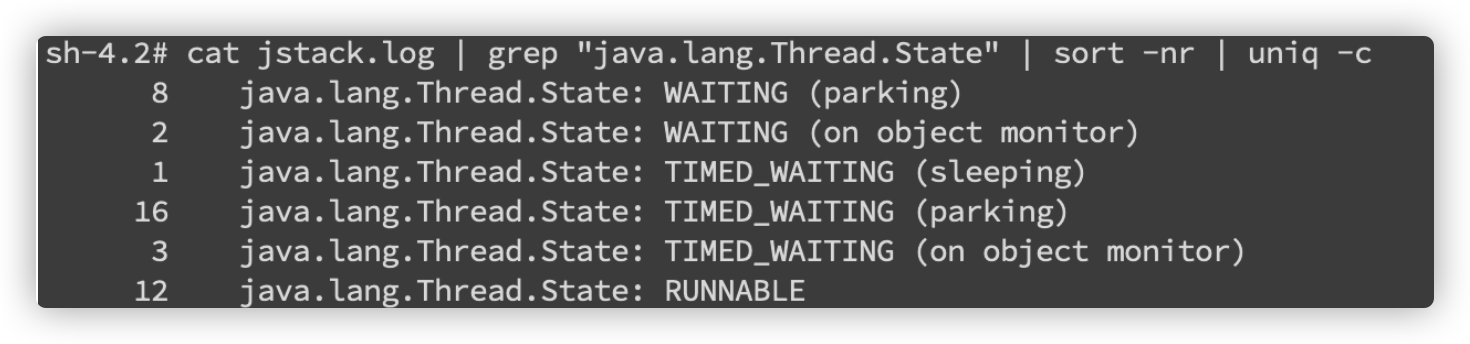 sh-4.2# cat jstack.log | grep "java.lang.Thread.State" | sort -nr | uniq -c
8 java.lang.Thread.State: WAITING (parking)
2 java.lang.Thread.State: WAITING (on object monitor)
1 java.lang.Thread.State: TIMED_WAITING (sleeping)
16 java.lang.Thread.State: TIMED_WAITING (parking)
3 java.lang.Thread.State: TIMED_WAITING (on object monitor)
12 java.lang.Thread.State: RUNNABLE